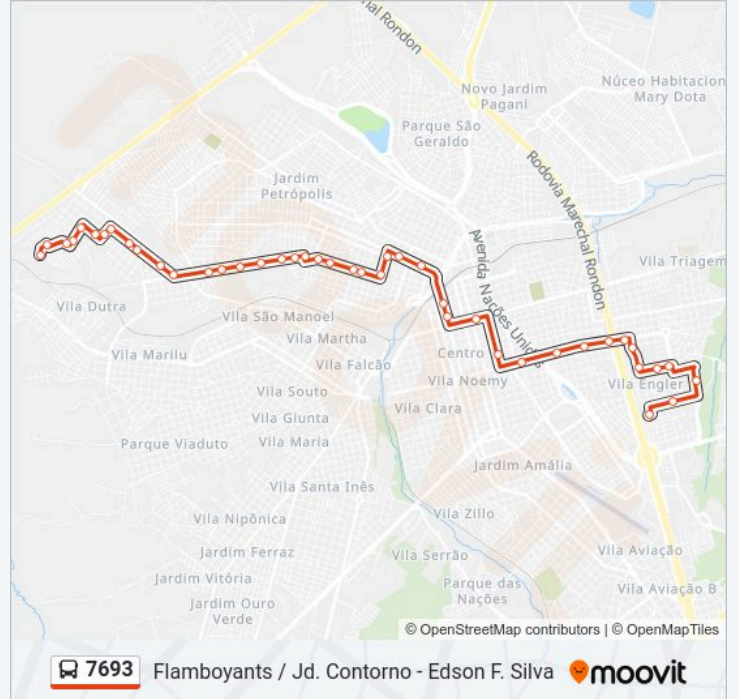 hal Rondon
Novo Jardim
Pagani
Núceo Habitacion
Mary Dota
Parque São
Geraldo
Rodovia Marechal Rondon
Jardim
Petrópolis
Avenida Nações Unidas
Vila Triagem
Vila Dutra
Vila São Manoel
Vila Martha
Vila Marilu
Centro
Vila Falcão
Vila Noemy
Vila Engler
Vila Souto
Vila Clara
Vila Giunta
Parque Viaduto
Vila Maria
Jardim Amália
Vila Santa Inês
Vila Zillo
Vila Nipônica
Jardim Ferraz
Vila Serrão
Vila Aviação
Jardim Vitória
Parque das
Nações
Vila Aviação B
Jardim Ouro
Verde
© OpenStreetMap contributors | © OpenMapTiles
7693 Flamboyants / Jd. Contorno - Edson F. Silva moovit